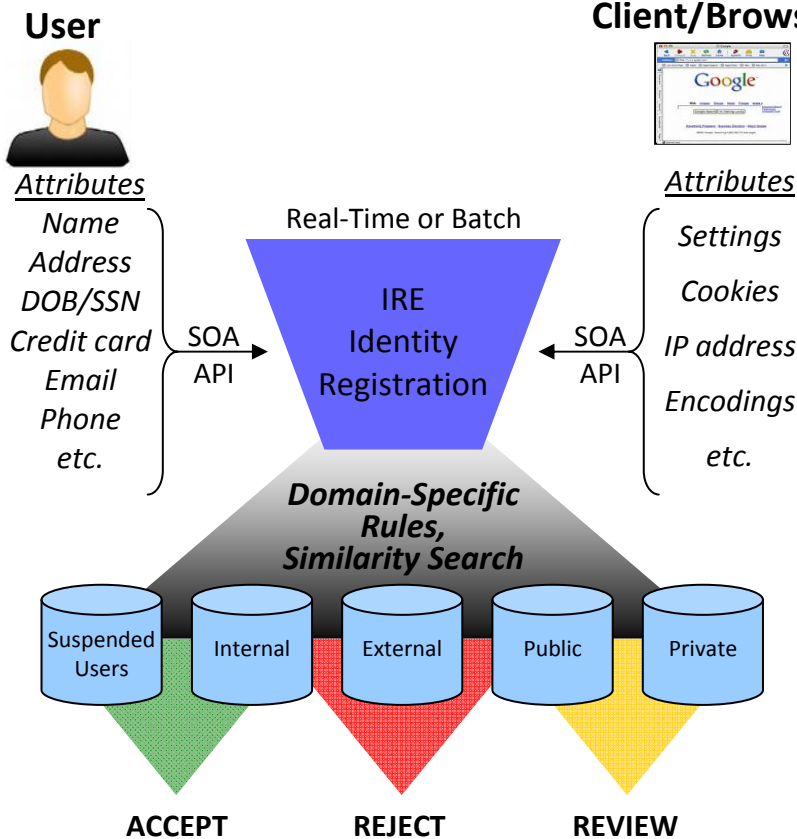 User
Client/Brows
Google
Attributes
Name
Address
DOB/SSN
Credit card
Email
Phone
etc.
SOA
API
Real-Time or Batch
IRE
Identity
Registration
SOA
API
Attributes
Settings
Cookies
IP address
Encodings
etc.
Domain-Specific
Rules,
Similarity Search
Suspended
Users
Internal
External
Public
Private
ACCEPT
REJECT
REVIEW